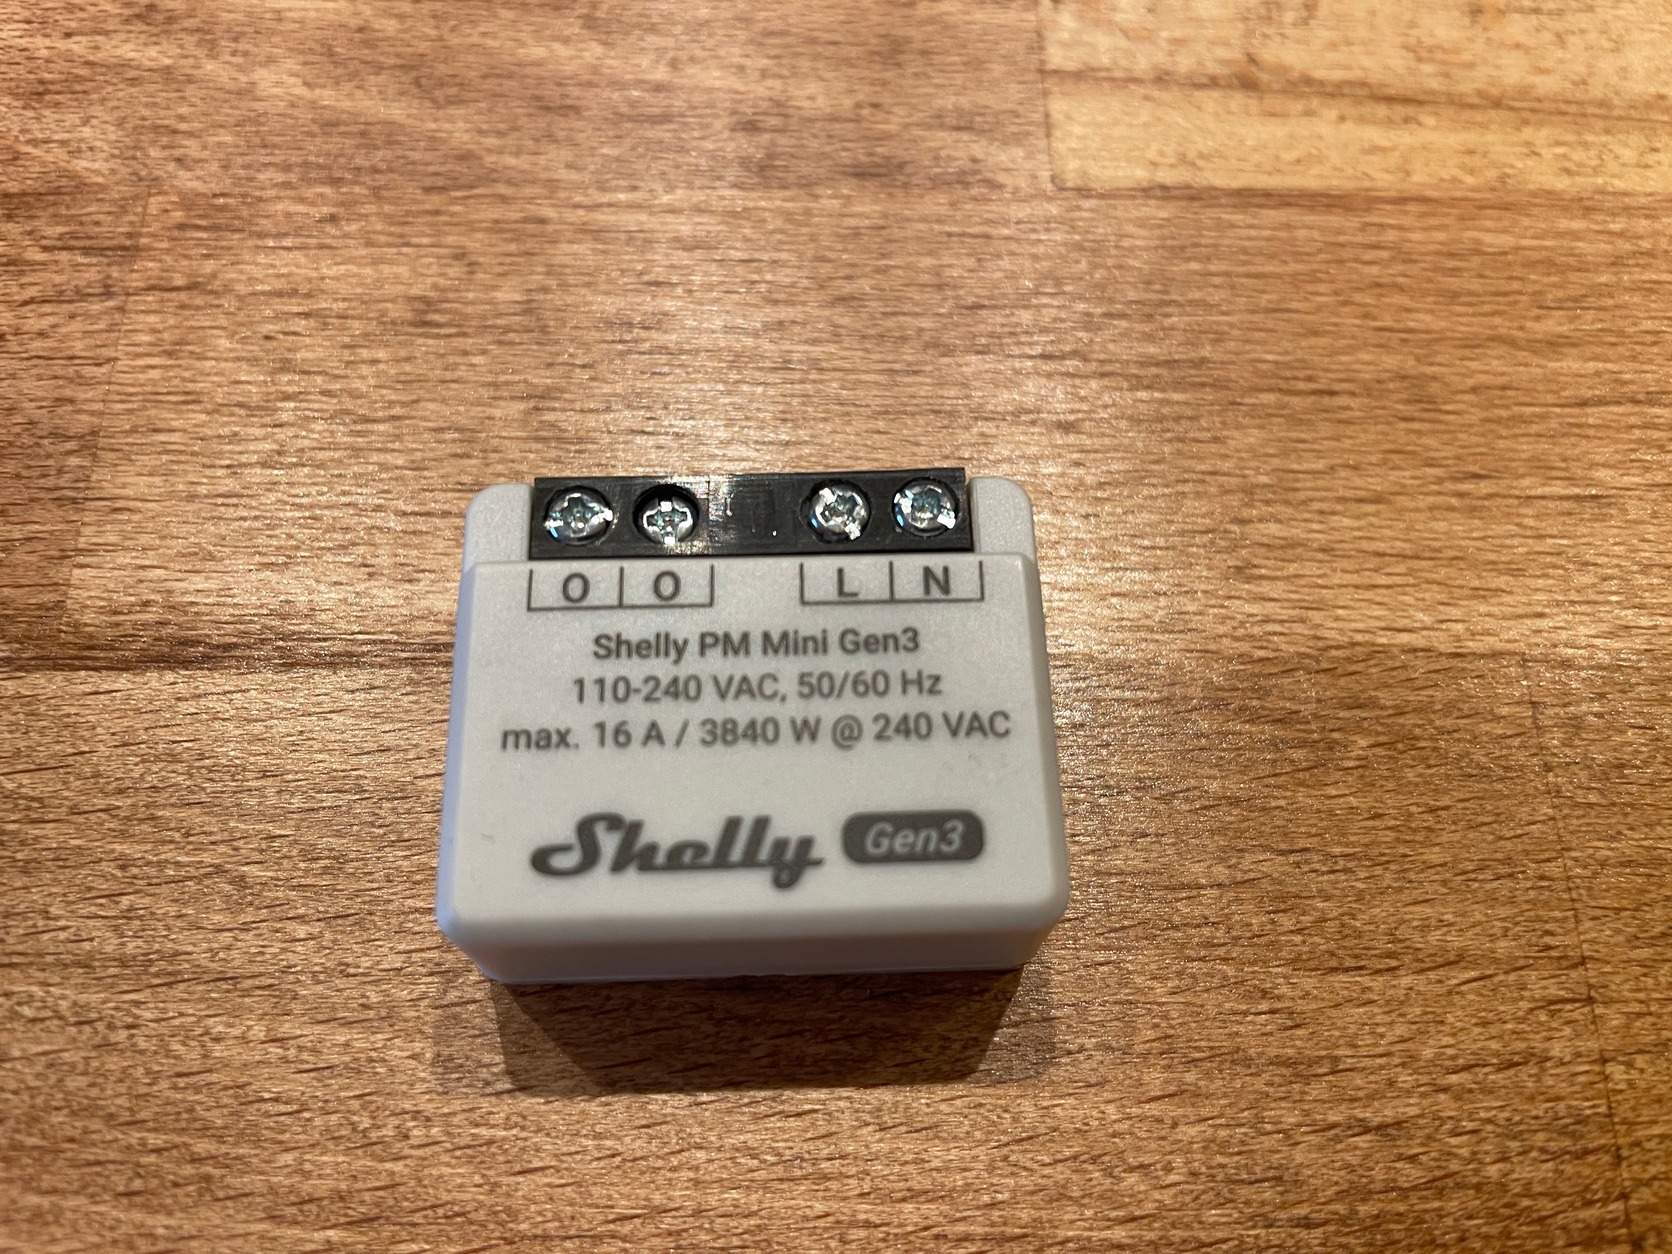 O O L N
Shelly PM Mini Gen3
110-240 VAC, 50/60 Hz
max. 16 A / 3840 W @ 240 VAC
Shelly Gen3